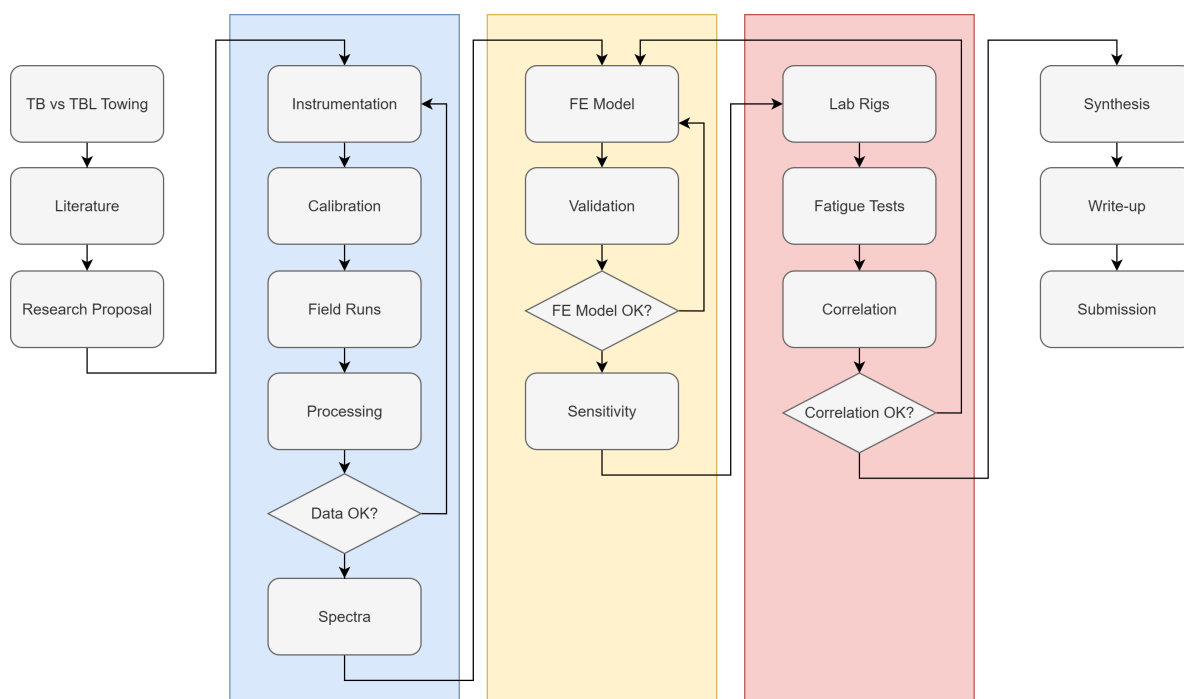 TB vs TBL Towing
Literature
Research Proposal
Instrumentation
Calibration
Field Runs
Processing
Data OK?
Spectra
FE Model
Validation
FE Model OK?
Sensitivity
Lab Rigs
Fatigue Tests
Correlation
Correlation OK?
Synthesis
Write-up
Submission